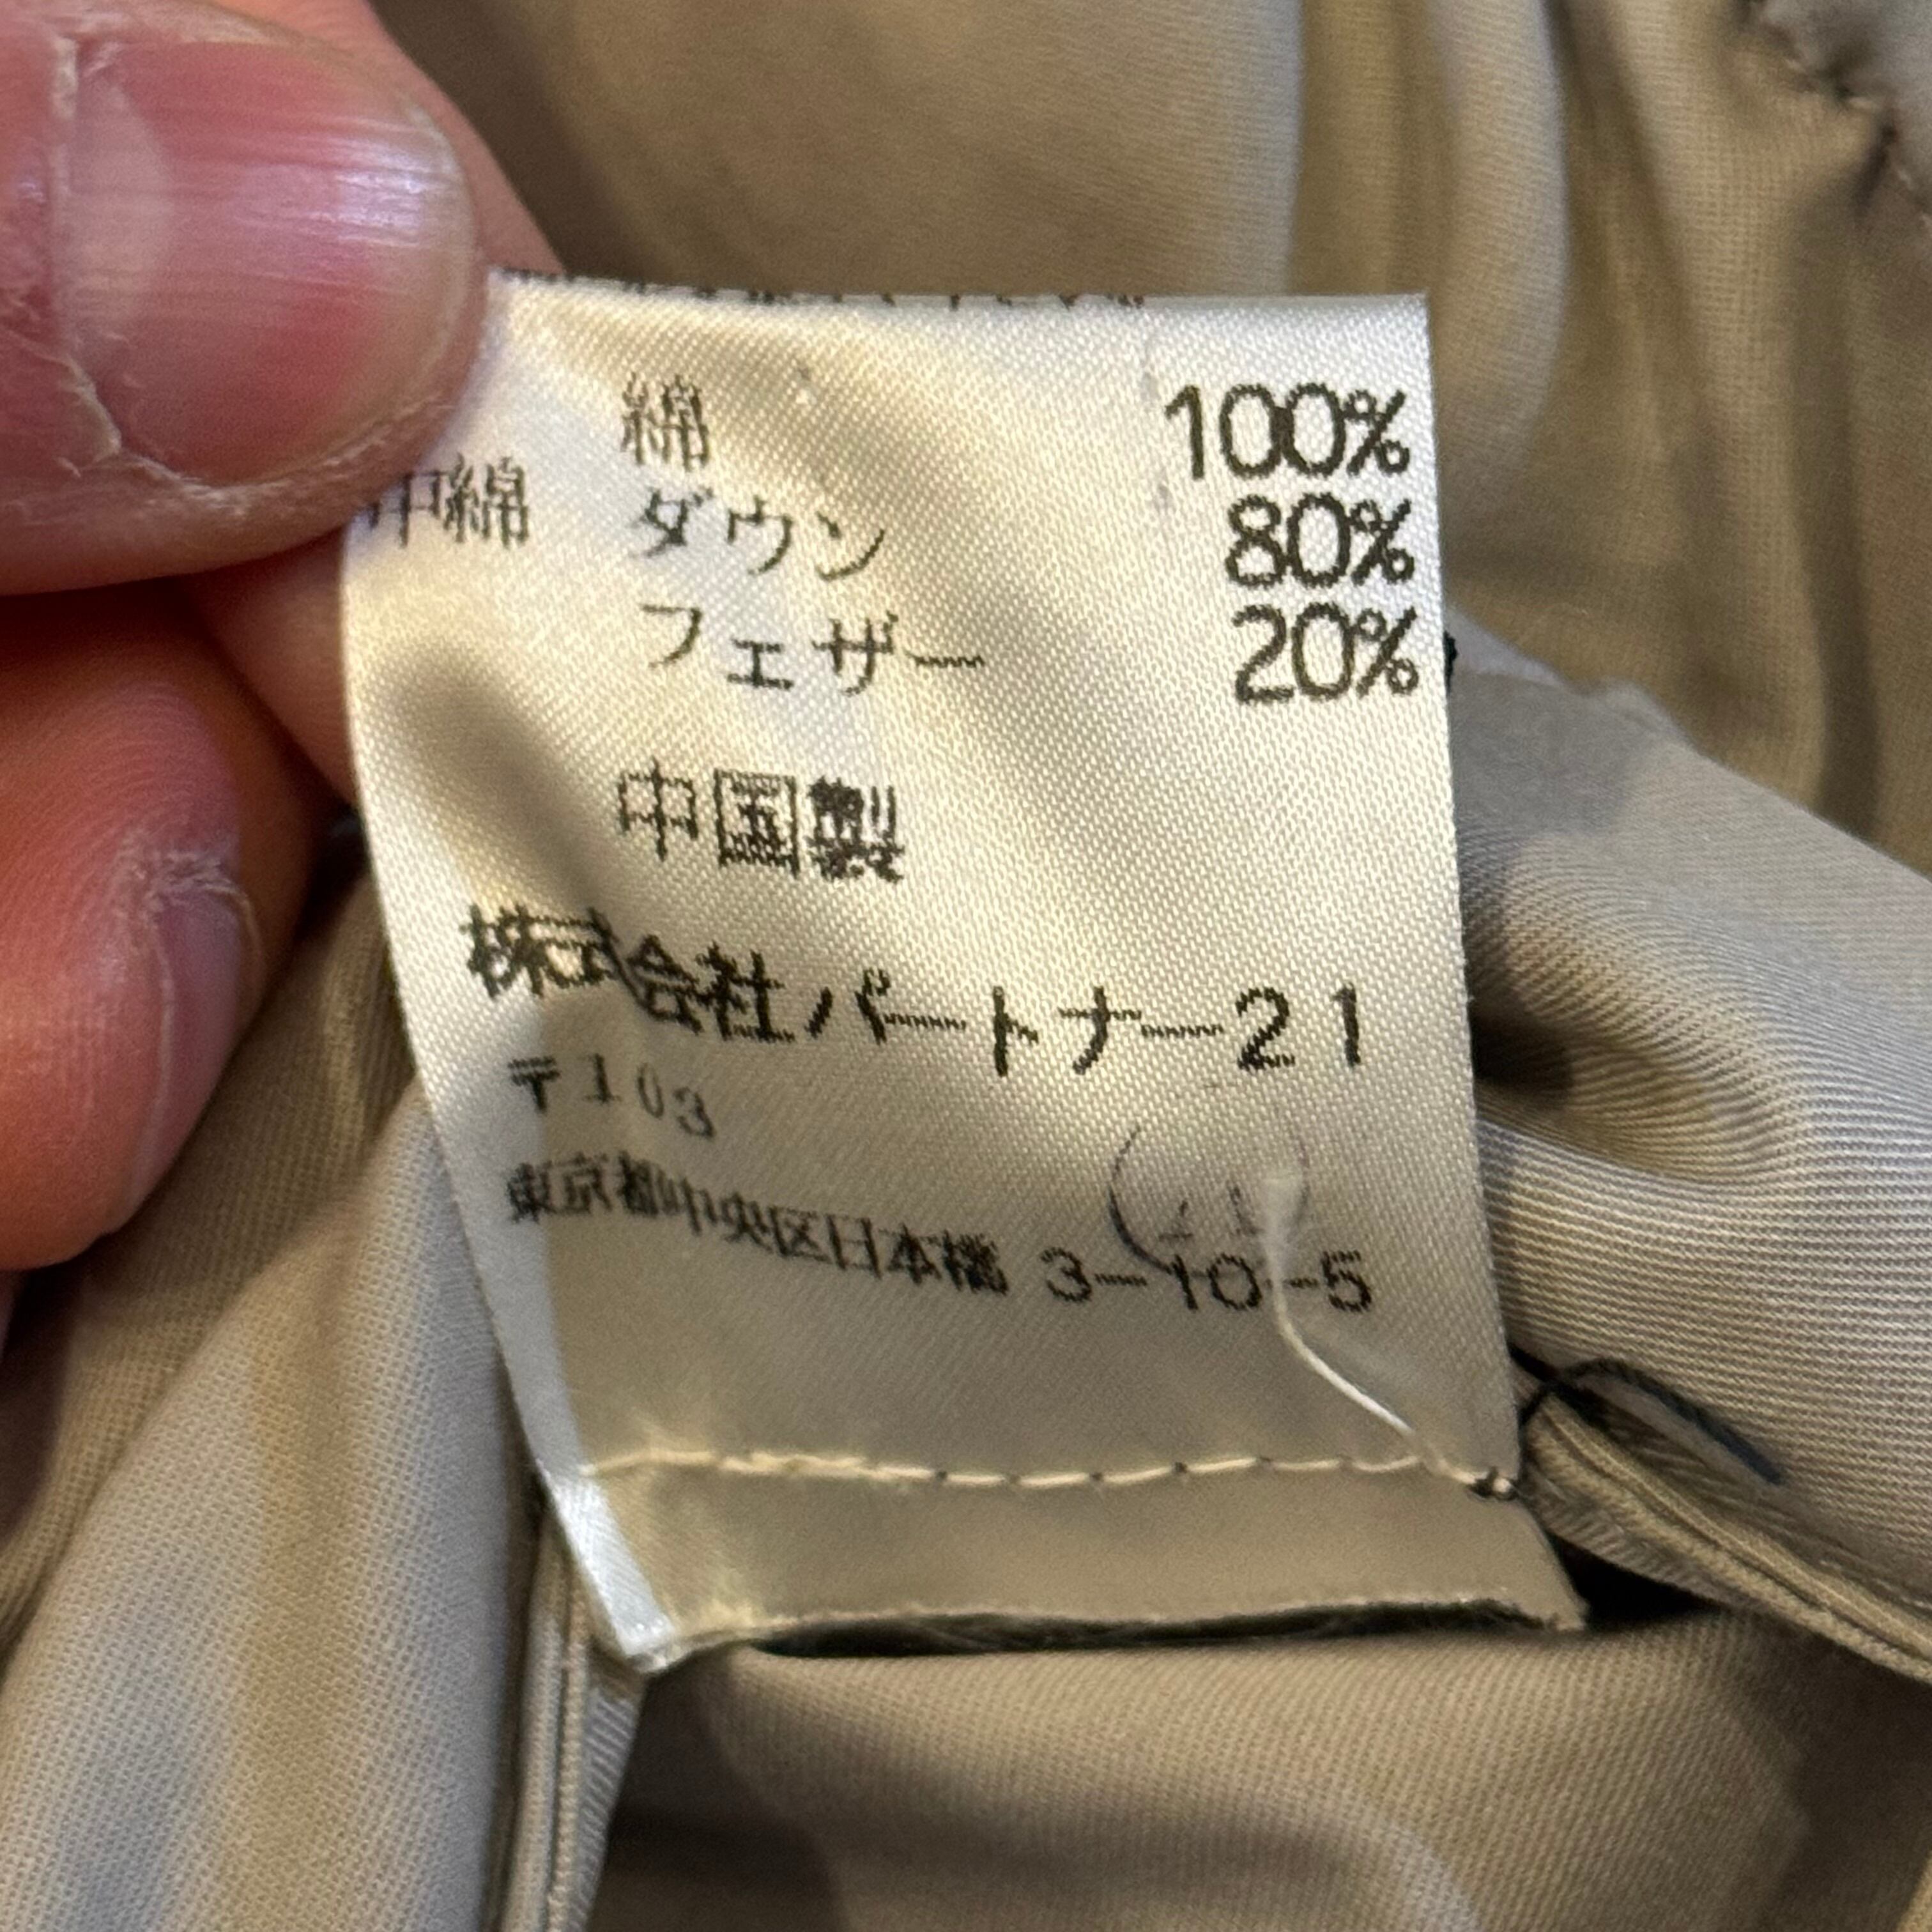 綿 100%
中綿 ダウン 80%
フェザー 20%
中国製
株式会社パートナー21
〒103
東京都中央区日本橋 3-10-5